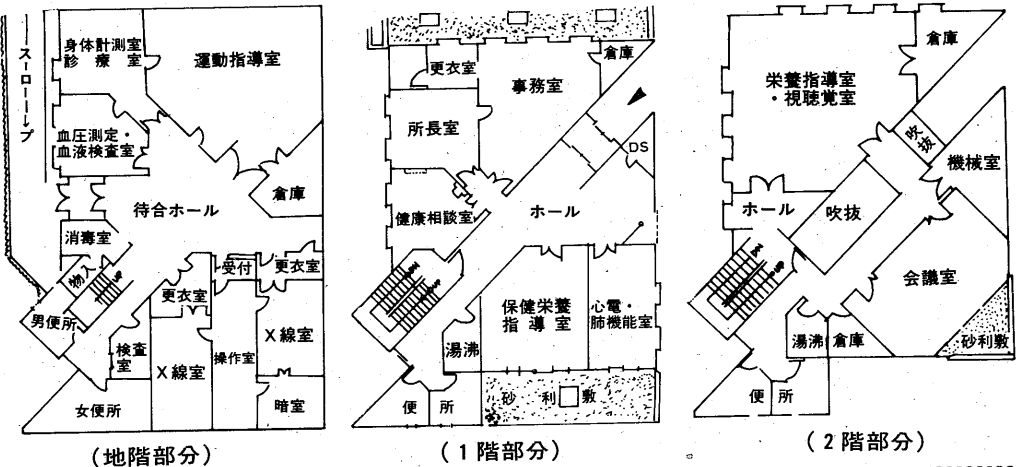 スーロープ
身体計測室
診療室
運動指導室
血圧測定・
血液検査室
倉庫
待合ホール
消毒室
物入
UP
受付
更衣室
更衣室
男便所
検査
室
X線室
操作室
X線室
女便所
暗室
(地階部分)
更衣室
倉庫
事務室
所長室
DS
健康相談室
ホール
DN
UP
保健栄養
指導室
心電・
肺機能室
湯沸
便所
砂利敷
(1階部分)
倉庫
栄養指導室
・視聴覚室
吹抜
機械室
ホール
吹抜
DN
UP
会議室
湯沸
倉庫
砂利敷
便所
(2階部分)